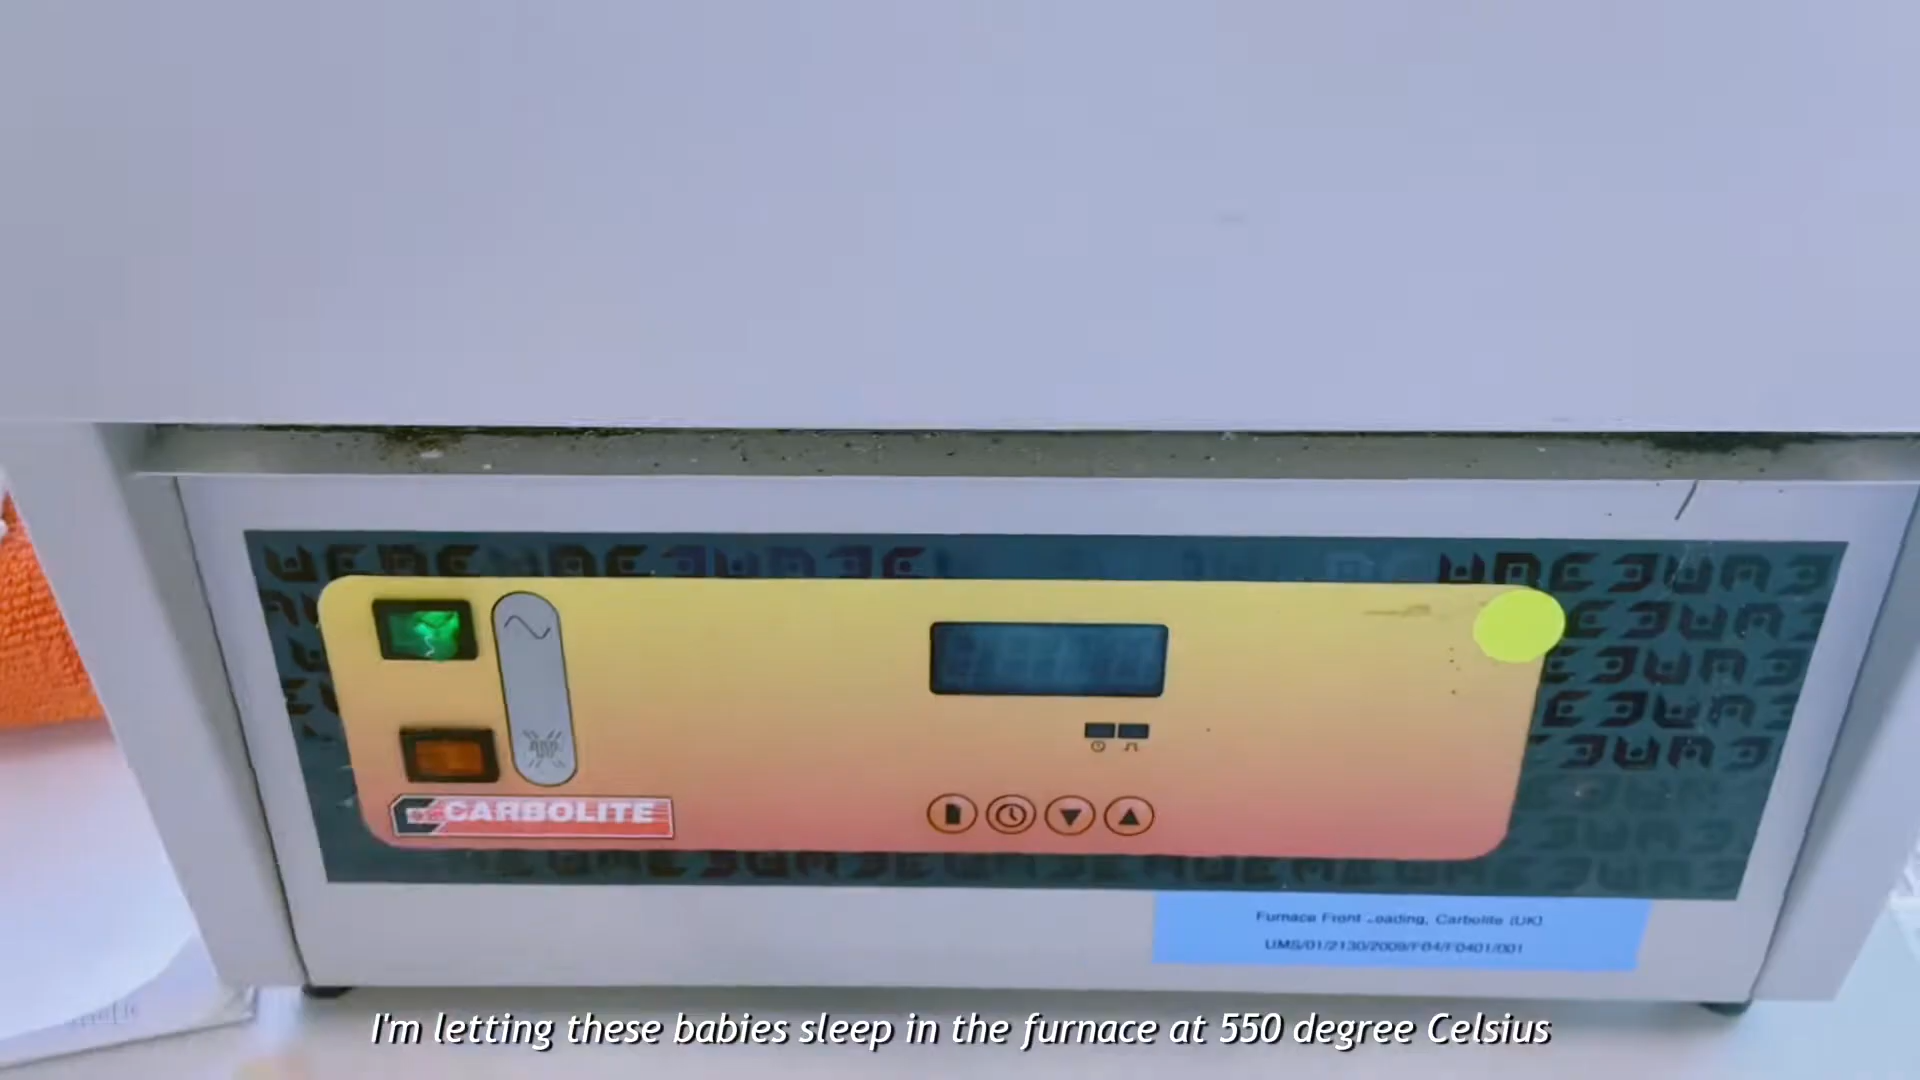 CARBOLITE
Furnace Front Loading, Carbolite (UK)
UMS/01/2130/2009/FB4/F0401/001
I'm letting these babies sleep in the furnace at 550 degree Celsius